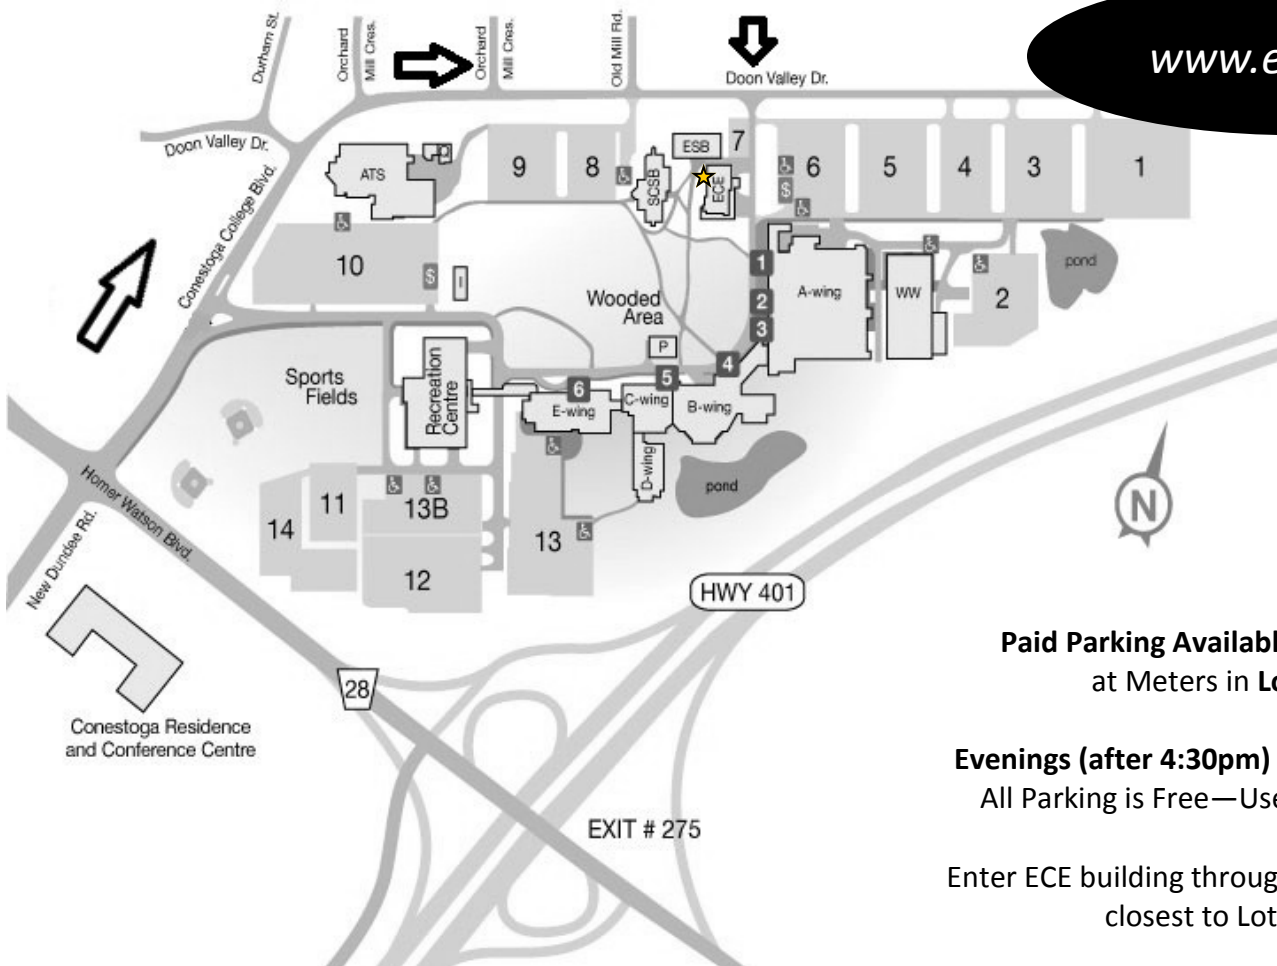 www.e
Durham St.
Orchard
Mill Cres.
Orchard
Mill Cres.
Old Mill Rd.
Doon Valley Dr.
Doon Valley Dr.
Conestoga College Blvd.
ATS
9
8
SCSB
ESB
ECE
7
6
5
4
3
1
$
10
$
I
Wooded
Area
1
2
3
A-wing
WW
2
pond
P
4
5
6
Sports
Fields
Recreation
Centre
E-wing
C-wing
B-wing
D-wing
pond
Homer Watson Blvd.
New Dundee Rd.
14
11
13B
12
13
N
HWY 401
28
Conestoga Residence
and Conference Centre
EXIT # 275
Paid Parking Availabl
at Meters in Lo
Evenings (after 4:30pm)
All Parking is Free—Use
Enter ECE building throug
closest to Lot